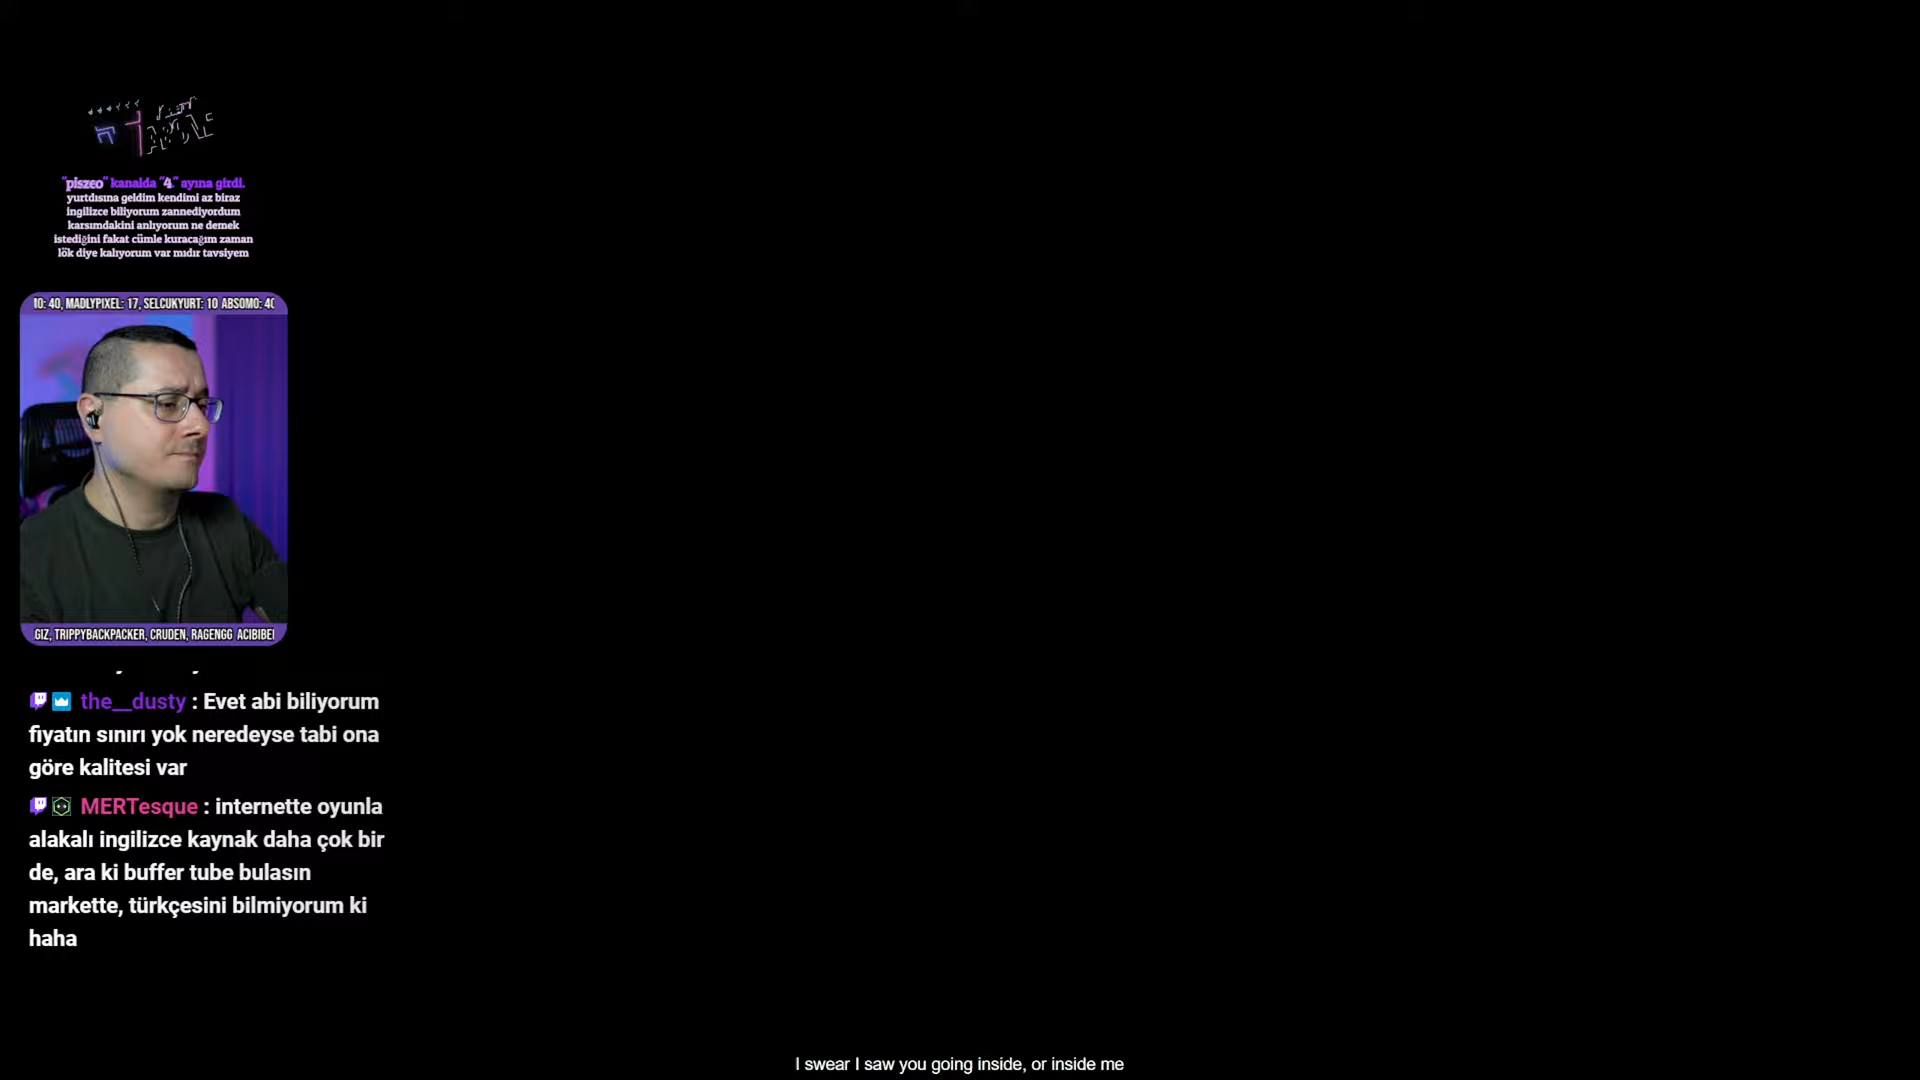 "piszeo" kanalda "4." ayına girdi.
yurtdısına geldim kendimi az biraz
ingilizce biliyorum zannediyordum
karsımdakini anlıyorum ne demek
istediğini fakat cümle kuracağım zaman
lök diye kalıyorum var mıdır tavsiyem
40, MADLYPIXEL: 17, SELCUKYURT: 10 ABSOMO: 40
GIZ, TRIPPYBACKPACKER, CRUDEN, RAGENGG ACIBIBE
the__dusty : Evet abi biliyorum
fiyatın sınırı yok neredeyse tabi ona
göre kalitesi var
MERTesque : internette oyunla
alakalı ingilizce kaynak daha çok bir
de, ara ki buffer tube bulasın
markette, türkçesini bilmiyorum ki
haha
I swear I saw you going inside, or inside me